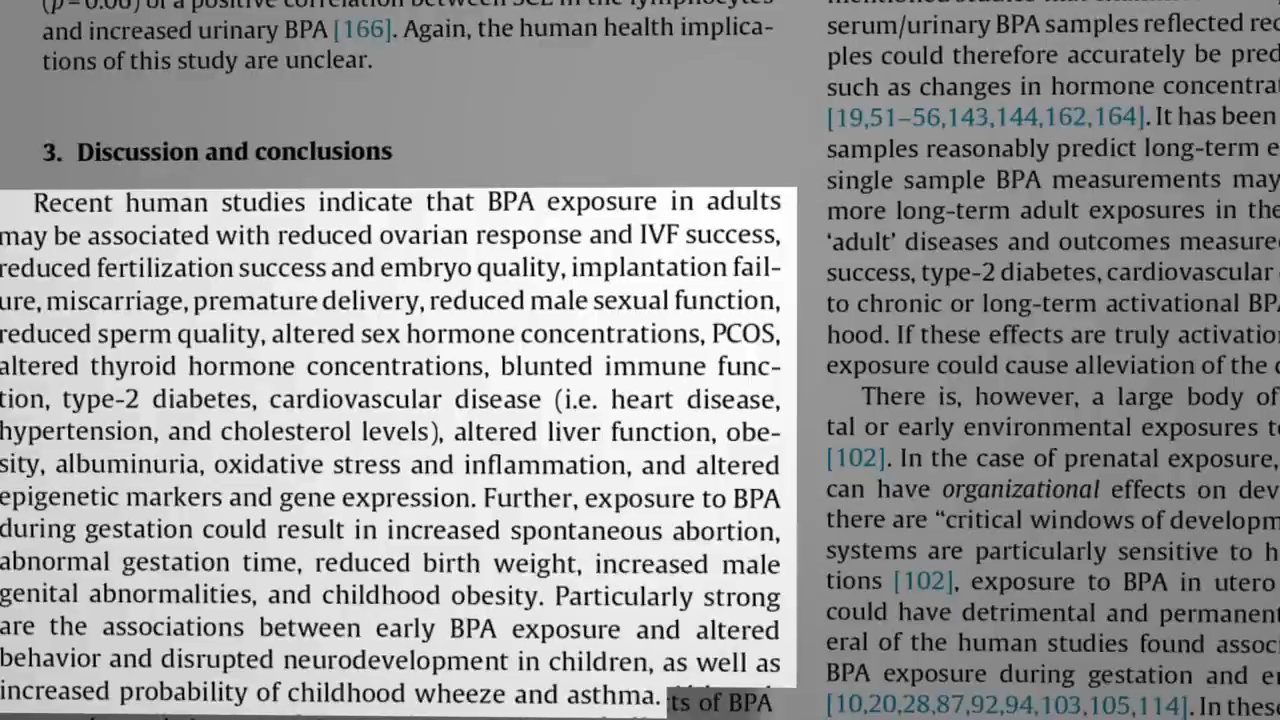 and increased urinary BPA [166]. Again, the human health implica-
tions of this study are unclear.
3. Discussion and conclusions
Recent human studies indicate that BPA exposure in adults
may be associated with reduced ovarian response and IVF success,
reduced fertilization success and embryo quality, implantation fail-
ure, miscarriage, premature delivery, reduced male sexual function,
reduced sperm quality, altered sex hormone concentrations, PCOS,
altered thyroid hormone concentrations, blunted immune func-
tion, type-2 diabetes, cardiovascular disease (i.e. heart disease,
hypertension, and cholesterol levels), altered liver function, obe-
sity, albuminuria, oxidative stress and inflammation, and altered
epigenetic markers and gene expression. Further, exposure to BPA
during gestation could result in increased spontaneous abortion,
abnormal gestation time, reduced birth weight, increased male
genital abnormalities, and childhood obesity. Particularly strong
are the associations between early BPA exposure and altered
behavior and disrupted neurodevelopment in children, as well as
increased probability of childhood wheeze and asthma.
ts of BPA
serum/urinary BPA samples reflected rec
ples could therefore accurately be pred
such as changes in hormone concentrat
[19,51–56,143,144,162,164]. It has been
samples reasonably predict long-term e
single sample BPA measurements may
more long-term adult exposures in the
'adult' diseases and outcomes measure
success, type-2 diabetes, cardiovascular
to chronic or long-term activational BPA
hood. If these effects are truly activatio
exposure could cause alleviation of the
There is, however, a large body of
tal or early environmental exposures to
[102]. In the case of prenatal exposure,
can have organizational effects on dev
there are “critical windows of developm
systems are particularly sensitive to h
tions [102], exposure to BPA in utero
could have detrimental and permanent
eral of the human studies found assoc
BPA exposure during gestation and e
[10,20,28,87,92,94,103,105,114]. In these